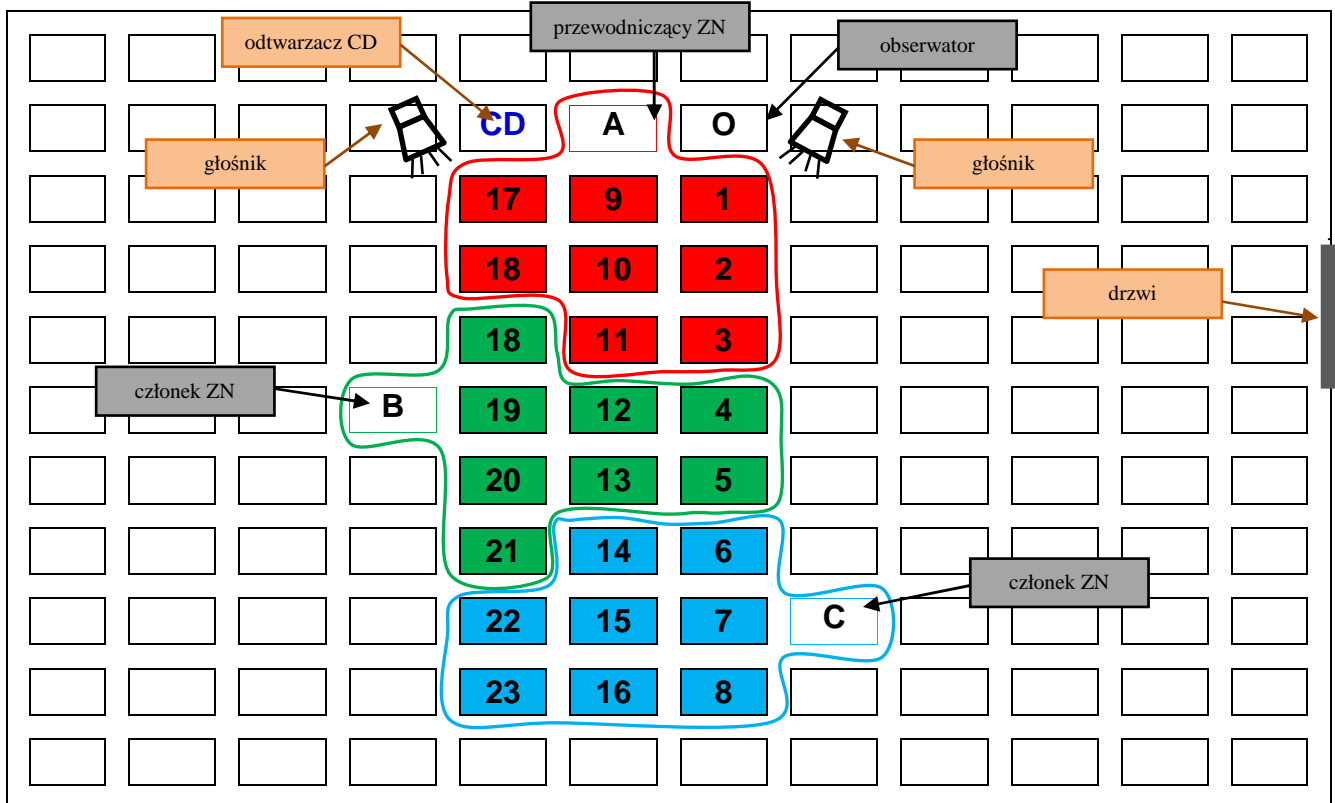 przewodniczący ZN
odtwarzacz CD
obserwator
CD A O
głośnik
głośnik
17 9 1
18 10 2
drzwi
18 11 3
członek ZN
B 19 12 4
20 13 5
21 14 6
członek ZN
22 15 7 C
23 16 8